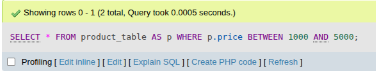 Showing rows 0 - 1 (2 total, Query took 0.0005 seconds.)
SELECT * FROM product_table AS p WHERE p.price BETWEEN 1000 AND 5000;
Profiling [ Edit inline ] [ Edit ] [ Explain SQL ] [ Create PHP code ] [ Refresh ]